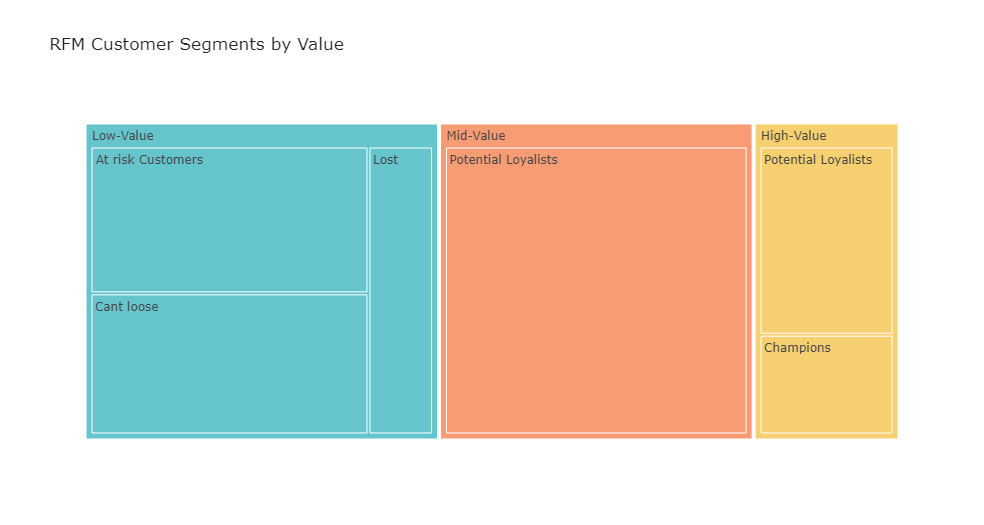 RFM Customer Segments by Value
Low-Value
At risk Customers
Lost
Cant loose
Mid-Value
Potential Loyalists
High-Value
Potential Loyalists
Champions